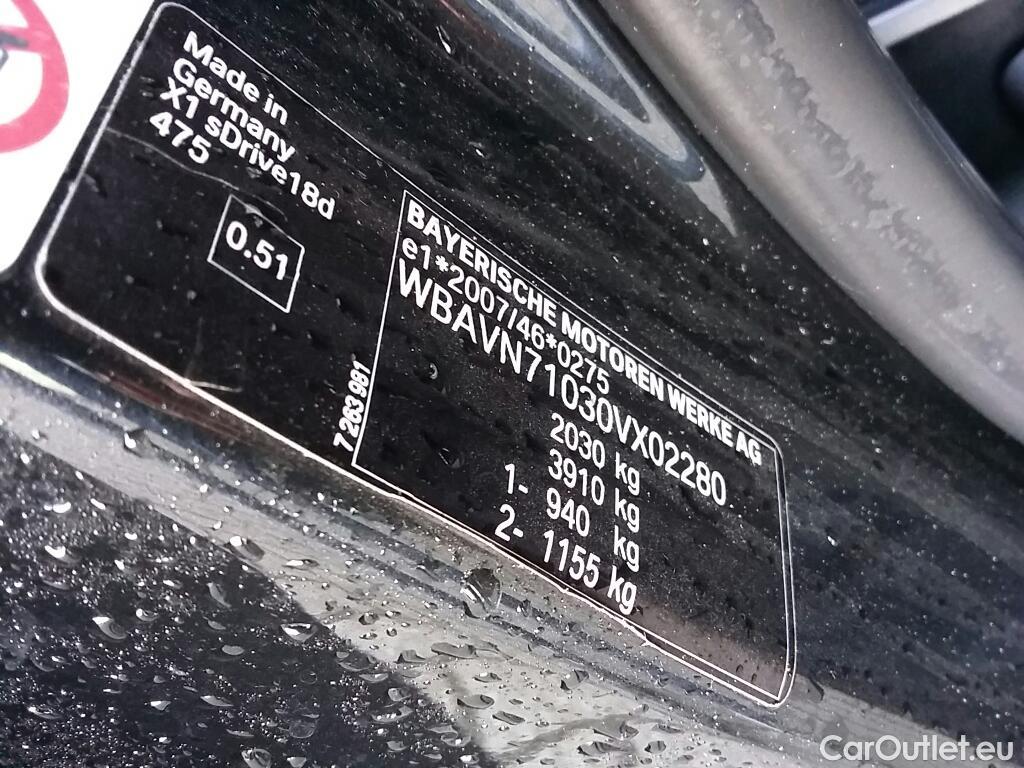 Made in
Germany
X1 sDrive18d
475
0.51
7 263 981
BAYERISCHE MOTOREN WERKE AG
e1*2007/46*0275
WBAVN71030VX02280
2030 kg
3910 kg
1- 940 kg
2- 1155 kg
CarOutlet.eu